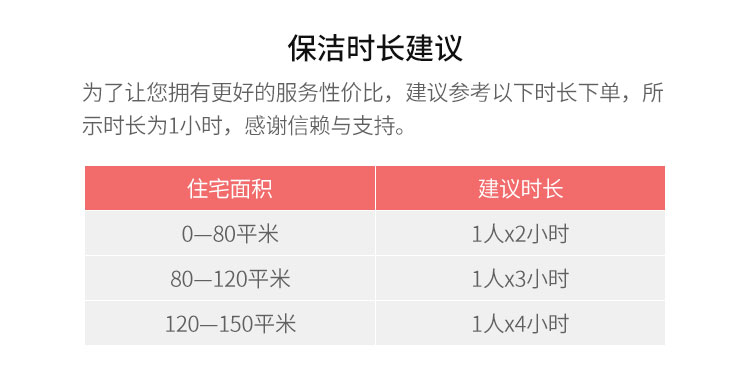 保洁时长建议
为了让您拥有更好的服务性价比，建议参考以下时长下单，所
示时长为1小时，感谢信赖与支持。
住宅面积 建议时长
0—80平米 1人x2小时
80—120平米 1人x3小时
120—150平米 1人x4小时